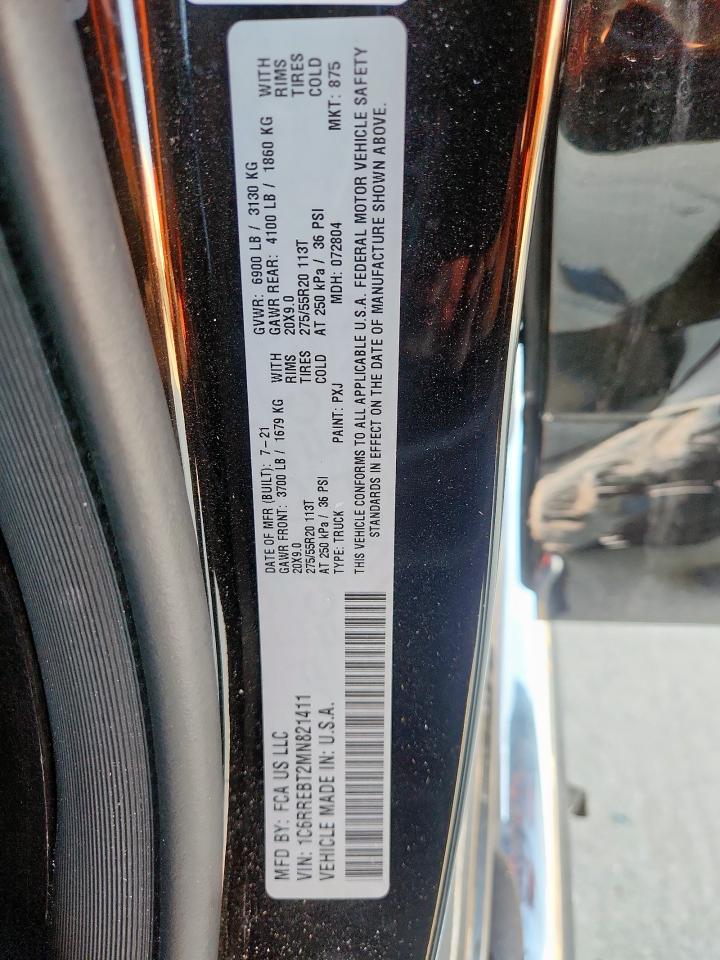 MFD BY: FCA US LLC
VIN: 1C6RREBT2MN821411
VEHICLE MADE IN: U.S.A.
DATE OF MFR (BUILT): 7-21
GAWR FRONT: 3700 LB / 1679 KG WITH
20X9.0 RIMS
275/55R20 113T TIRES
AT 250 kPa / 36 PSI COLD
TYPE: TRUCK PAINT: PXJ
GVWR: 6900 LB / 3130 KG
GAWR REAR: 4100 LB / 1860 KG WITH
20X9.0 RIMS
275/55R20 113T TIRES
AT 250 kPa / 36 PSI COLD
MDH: 072804 MKT: 875
THIS VEHICLE CONFORMS TO ALL APPLICABLE U.S.A. FEDERAL MOTOR VEHICLE SAFETY
STANDARDS IN EFFECT ON THE DATE OF MANUFACTURE SHOWN ABOVE.